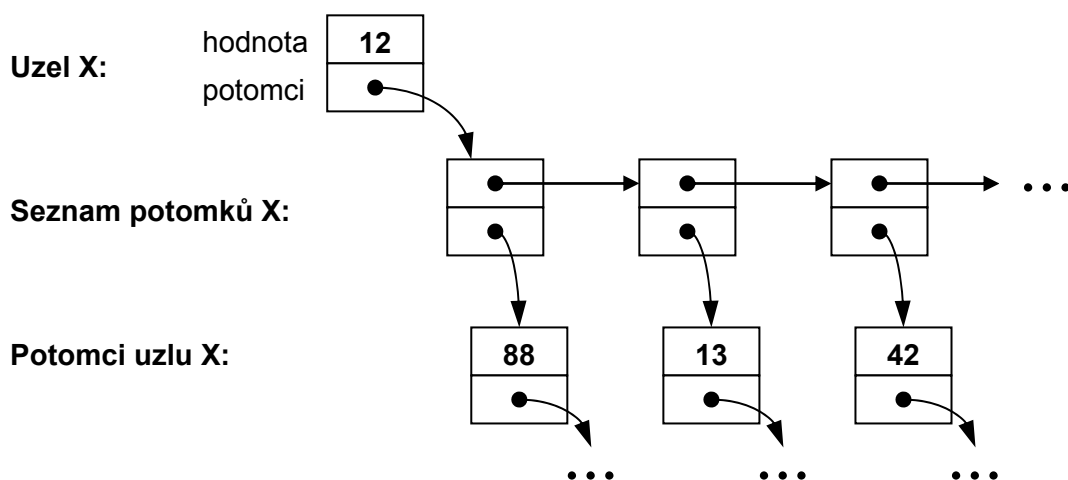 hodnota 12
Uzel X:
potomci
...
Seznam potomků X:
Potomci uzlu X: 88 13 42
... ... ...